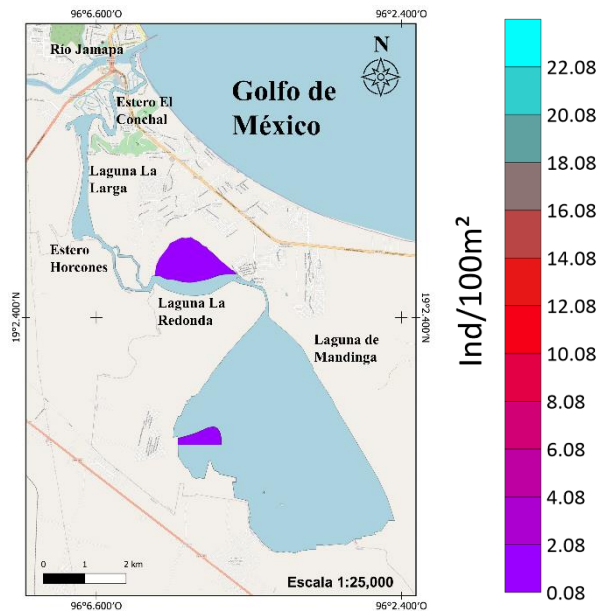 96°6.600'O
96°2.400'O
Río Jamapa
N
Estero El
Conchal
Golfo de
México
Laguna La
Larga
Estero
Horcones
Laguna La
Redonda
19°2.400'N
19°2.400'N
Laguna de
Mandinga
0 1 2 km
Escala 1:25,000
96°6.600'O
96°2.400'O
Ind/100m²
22.08
20.08
18.08
16.08
14.08
12.08
10.08
8.08
6.08
4.08
2.08
0.08